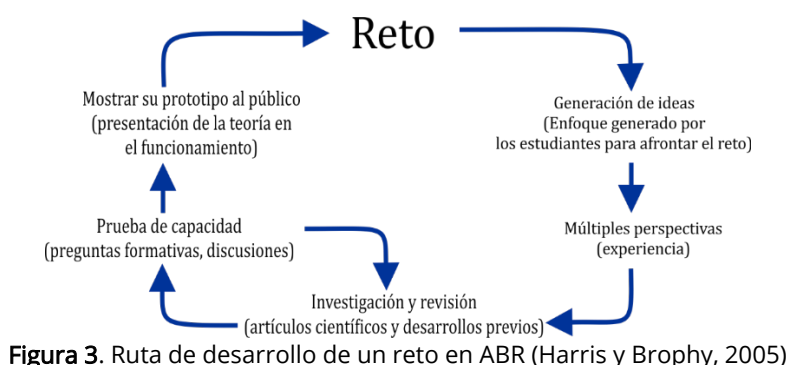 Reto
Generación de ideas
(Enfoque generado por
los estudiantes para afrontar el reto)
Múltiples perspectivas
(experiencia)
Investigación y revisión
(artículos científicos y desarrollos previos)
Prueba de capacidad
(preguntas formativas, discusiones)
Mostrar su prototipo al público
(presentación de la teoría en
el funcionamiento)
Figura 3. Ruta de desarrollo de un reto en ABR (Harris y Brophy, 2005)